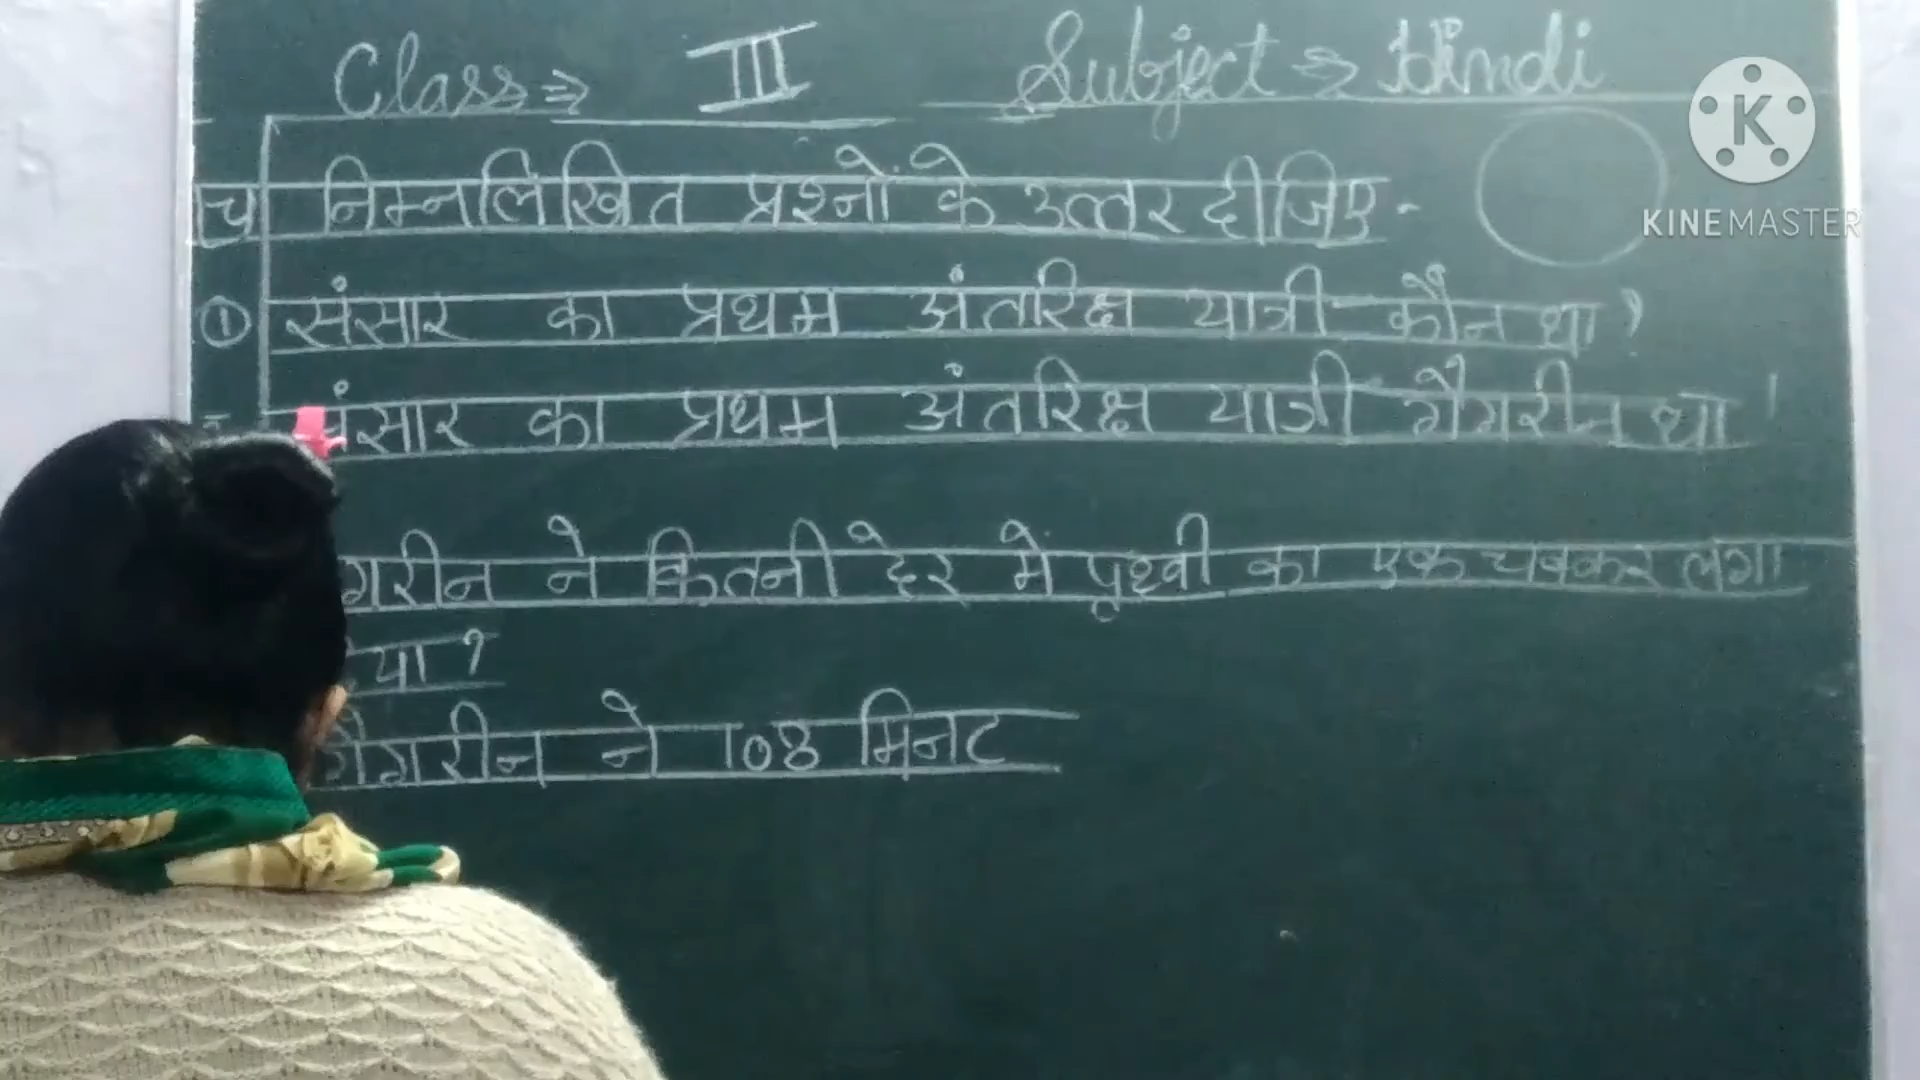 Class ⇒ III Subject ⇒ Hindi
K
KINEMASTER
च निम्नलिखित प्रश्नों के उत्तर दीजिए-
① संसार का प्रथम अंतरिक्ष यात्री कौन था?
संसार का प्रथम अंतरिक्ष यात्री गैगरीन था।
गरीन ने कितनी देर में पृथ्वी का एक चक्कर लगा
या?
गैगरीन ने 108 मिनट